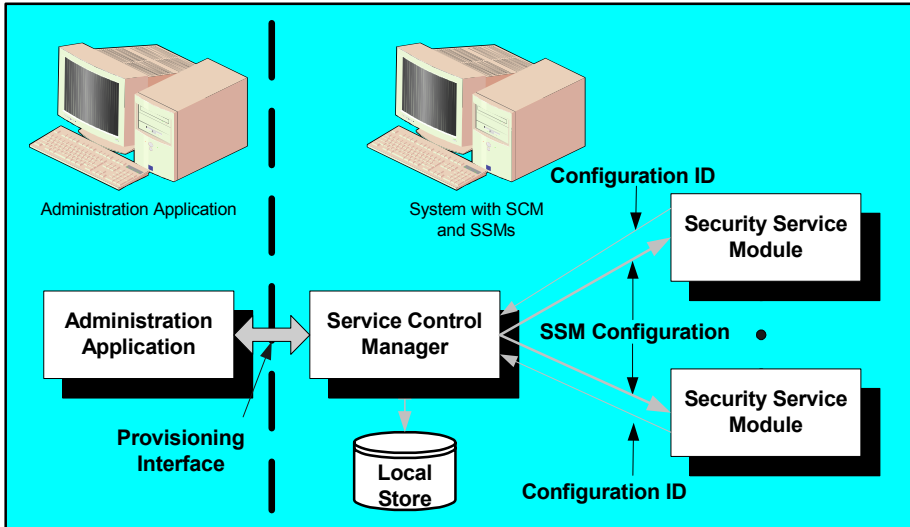 Administration Application
System with SCM
and SSMs
Configuration ID
Security Service
Module
Administration
Application
Service Control
Manager
SSM Configuration
Provisioning
Interface
Local
Store
Security Service
Module
Configuration ID